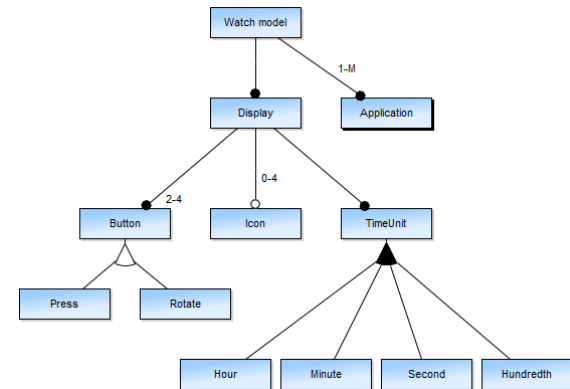 Watch model
1-M
Display
Application
2-4
0-4
Button
Icon
TimeUnit
Press
Rotate
Hour
Minute
Second
Hundredth